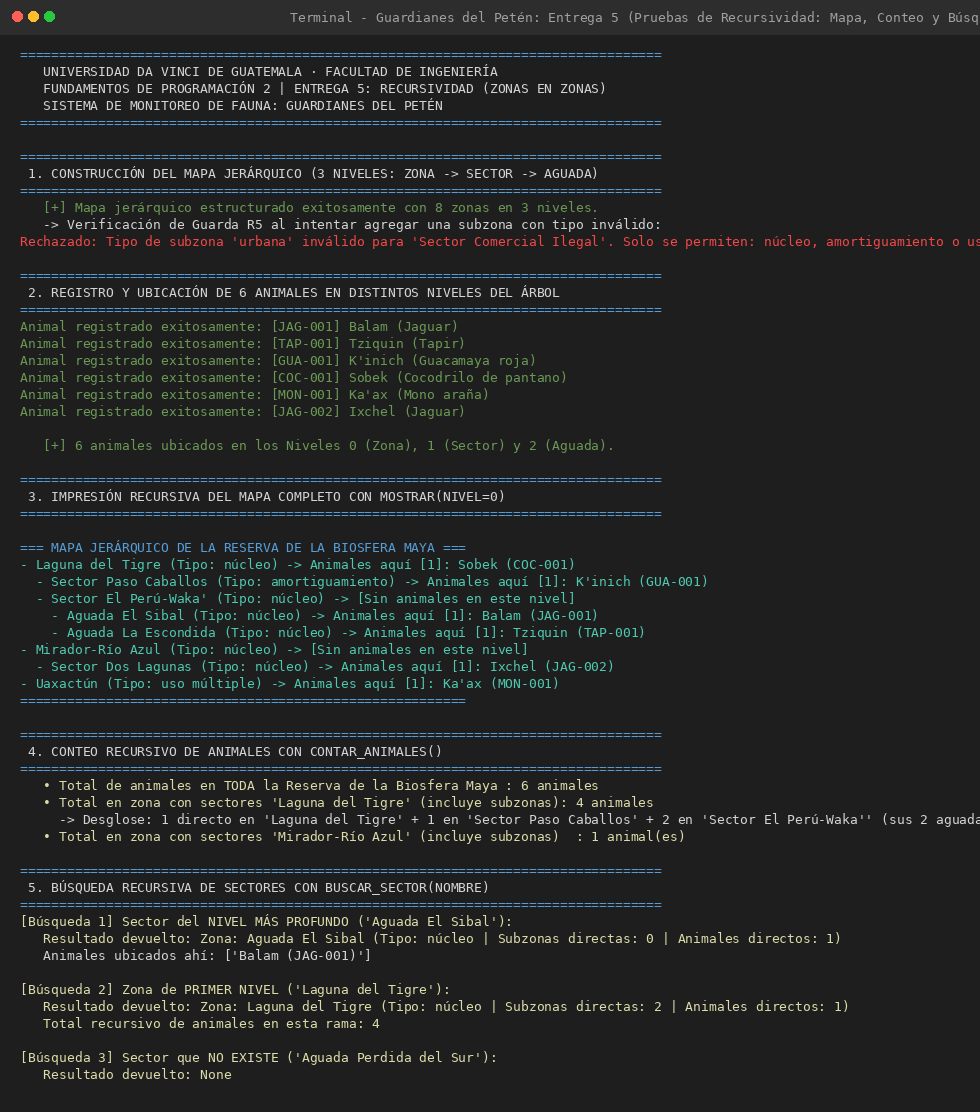 Terminal - Guardianes del Petén: Entrega 5 (Pruebas de Recursividad: Mapa, Conteo y Búsq
===================================================================================
UNIVERSIDAD DA VINCI DE GUATEMALA · FACULTAD DE INGENIERÍA
FUNDAMENTOS DE PROGRAMACIÓN 2 | ENTREGA 5: RECURSIVIDAD (ZONAS EN ZONAS)
SISTEMA DE MONITOREO DE FAUNA: GUARDIANES DEL PETÉN
===================================================================================
===================================================================================
1. CONSTRUCCIÓN DEL MAPA JERÁRQUICO (3 NIVELES: ZONA -> SECTOR -> AGUADA)
===================================================================================
[+] Mapa jerárquico estructurado exitosamente con 8 zonas en 3 niveles.
-> Verificación de Guarda R5 al intentar agregar una subzona con tipo inválido:
Rechazado: Tipo de subzona 'urbana' inválido para 'Sector Comercial Ilegal'. Solo se permiten: núcleo, amortiguamiento o us
===================================================================================
2. REGISTRO Y UBICACIÓN DE 6 ANIMALES EN DISTINTOS NIVELES DEL ÁRBOL
===================================================================================
Animal registrado exitosamente: [JAG-001] Balam (Jaguar)
Animal registrado exitosamente: [TAP-001] Tziquin (Tapir)
Animal registrado exitosamente: [GUA-001] K'inich (Guacamaya roja)
Animal registrado exitosamente: [COC-001] Sobek (Cocodrilo de pantano)
Animal registrado exitosamente: [MON-001] Ka'ax (Mono araña)
Animal registrado exitosamente: [JAG-002] Ixchel (Jaguar)
[+] 6 animales ubicados en los Niveles 0 (Zona), 1 (Sector) y 2 (Aguada).
===================================================================================
3. IMPRESIÓN RECURSIVA DEL MAPA COMPLETO CON MOSTRAR(NIVEL=0)
===================================================================================
=== MAPA JERÁRQUICO DE LA RESERVA DE LA BIOSFERA MAYA ===
- Laguna del Tigre (Tipo: núcleo) -> Animales aquí [1]: Sobek (COC-001)
- Sector Paso Caballos (Tipo: amortiguamiento) -> Animales aquí [1]: K'inich (GUA-001)
- Sector El Perú-Waka' (Tipo: núcleo) -> [Sin animales en este nivel]
- Aguada El Sibal (Tipo: núcleo) -> Animales aquí [1]: Balam (JAG-001)
- Aguada La Escondida (Tipo: núcleo) -> Animales aquí [1]: Tziquin (TAP-001)
- Mirador-Río Azul (Tipo: núcleo) -> [Sin animales en este nivel]
- Sector Dos Lagunas (Tipo: núcleo) -> Animales aquí [1]: Ixchel (JAG-002)
- Uaxactún (Tipo: uso múltiple) -> Animales aquí [1]: Ka'ax (MON-001)
=========================================================
===================================================================================
4. CONTEO RECURSIVO DE ANIMALES CON CONTAR_ANIMALES()
===================================================================================
• Total de animales en TODA la Reserva de la Biosfera Maya : 6 animales
• Total en zona con sectores 'Laguna del Tigre' (incluye subzonas): 4 animales
-> Desglose: 1 directo en 'Laguna del Tigre' + 1 en 'Sector Paso Caballos' + 2 en 'Sector El Perú-Waka'' (sus 2 aguada
• Total en zona con sectores 'Mirador-Río Azul' (incluye subzonas)  : 1 animal(es)
===================================================================================
5. BÚSQUEDA RECURSIVA DE SECTORES CON BUSCAR_SECTOR(NOMBRE)
===================================================================================
[Búsqueda 1] Sector del NIVEL MÁS PROFUNDO ('Aguada El Sibal'):
Resultado devuelto: Zona: Aguada El Sibal (Tipo: núcleo | Subzonas directas: 0 | Animales directos: 1)
Animales ubicados ahí: ['Balam (JAG-001)']
[Búsqueda 2] Zona de PRIMER NIVEL ('Laguna del Tigre'):
Resultado devuelto: Zona: Laguna del Tigre (Tipo: núcleo | Subzonas directas: 2 | Animales directos: 1)
Total recursivo de animales en esta rama: 4
[Búsqueda 3] Sector que NO EXISTE ('Aguada Perdida del Sur'):
Resultado devuelto: None